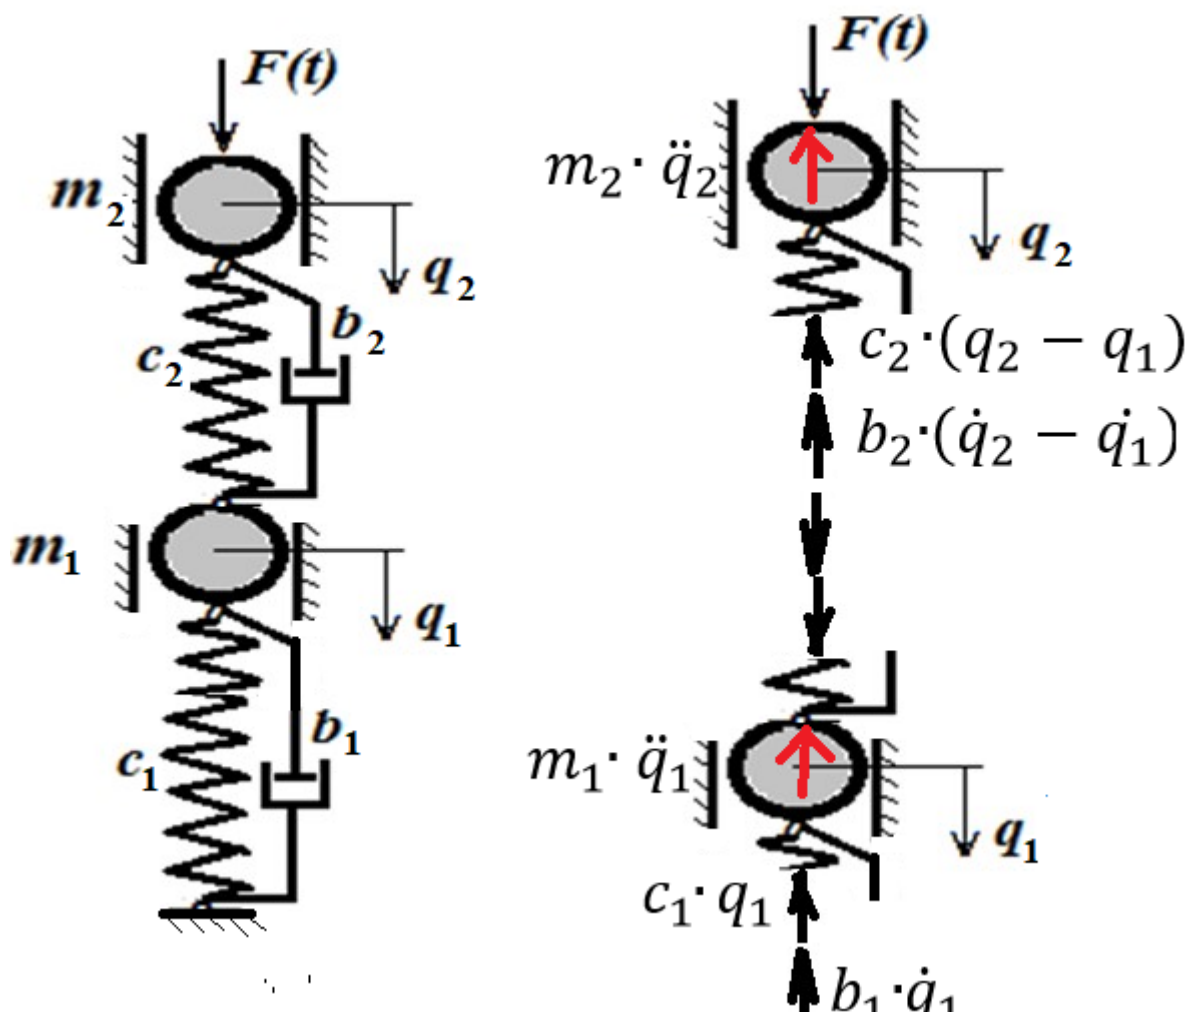 F(t)
m₂
q₂
b₂
c₂
m₁
q₁
b₁
c₁
F(t)
m₂· q̈₂
q₂
c₂·(q₂ − q₁)
b₂·(q̇₂ − q̇₁)
m₁· q̈₁
q₁
c₁· q₁
b₁·q̇₁